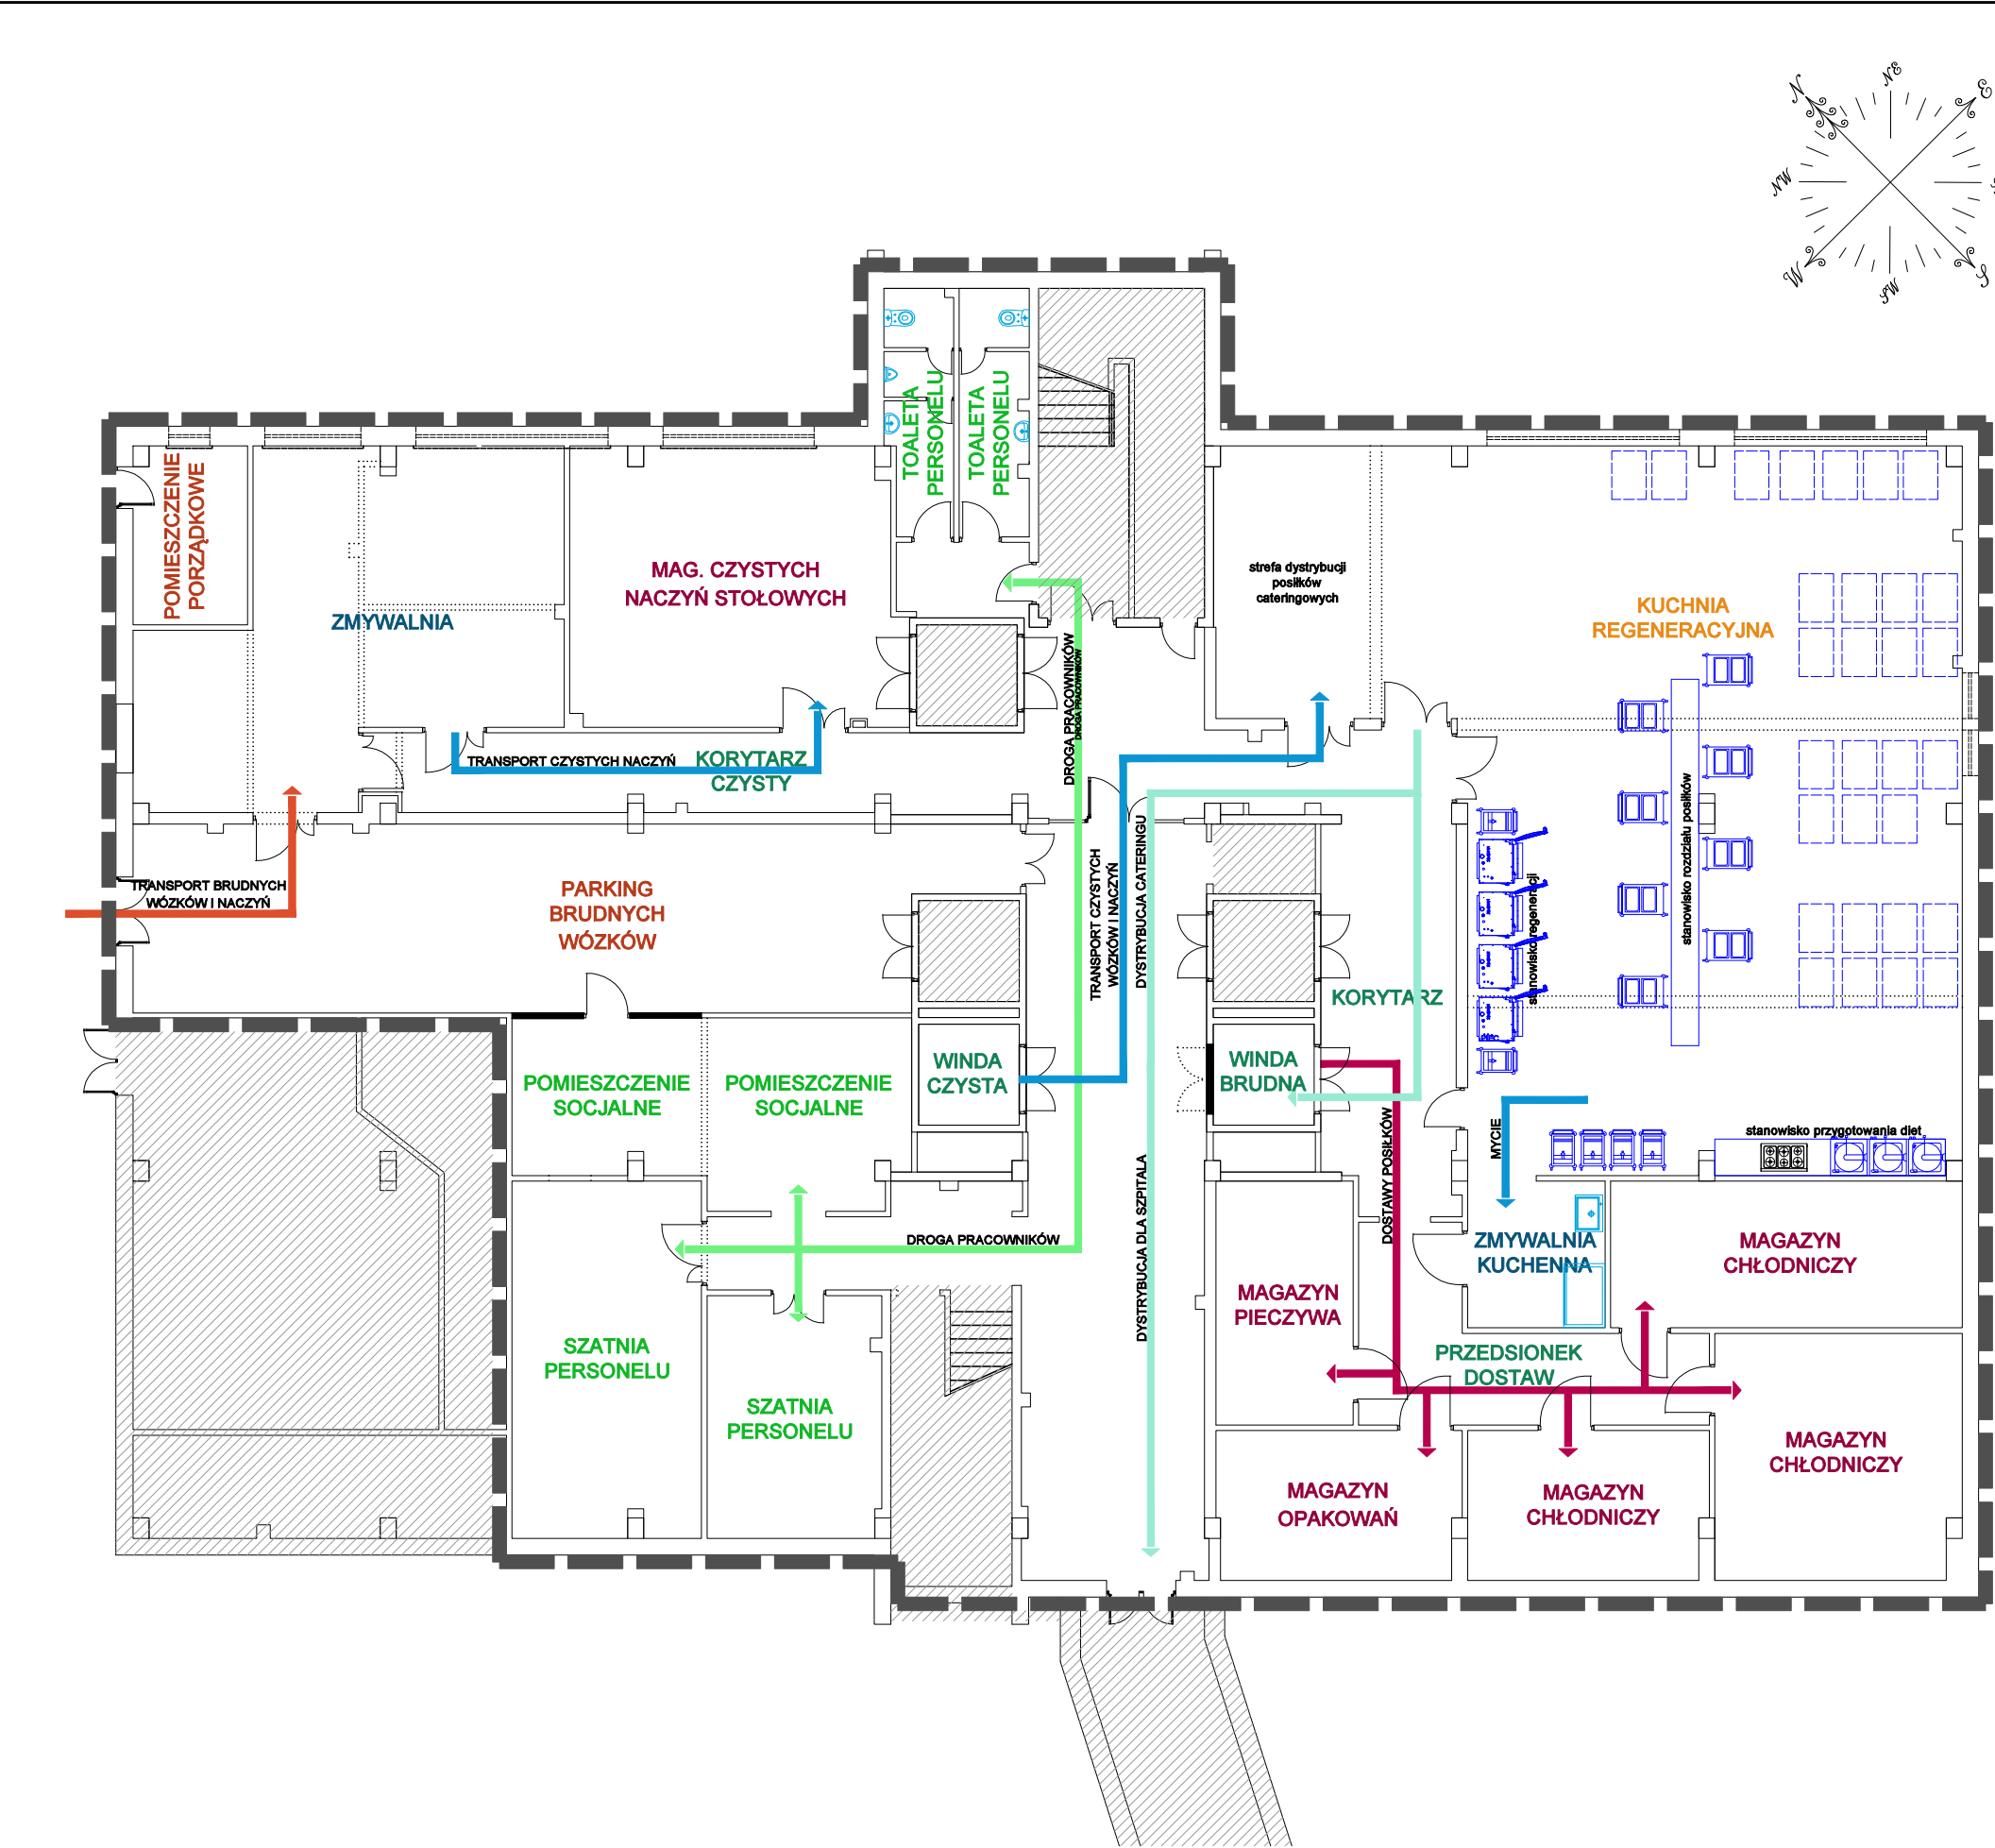 N
NE
E
NW
W
SW
S
TOALETA
PERSONELU
TOALETA
PERSONELU
POMIESZCZENIE
PORZĄDKOWE
ZMYWALNIA
MAG. CZYSTYCH
NACZYŃ STOŁOWYCH
strefa dystrybucji
posiłków
cateringowych
KUCHNIA
REGENERACYJNA
DROGA PRACOWNIKÓW
DROGA PRACOWNIKÓW
TRANSPORT CZYSTYCH NACZYŃ
KORYTARZ
CZYSTY
TRANSPORT BRUDNYCH
WÓZKÓW I NACZYŃ
PARKING
BRUDNYCH
WÓZKÓW
TRANSPORT CZYSTYCH
WÓZKÓW I NACZYŃ
DYSTRYBUCJA CATERINGU
KORYTARZ
stanowisko regeneracji
stanowisko rozdziału posiłków
WINDA
CZYSTA
WINDA
BRUDNA
POMIESZCZENIE
SOCJALNE
POMIESZCZENIE
SOCJALNE
MYCIE
stanowisko przygotowania diet
DOSTAWY POSIŁKÓW
DYSTRYBUCJA DLA SZPITALA
DROGA PRACOWNIKÓW
ZMYWALNIA
KUCHENNA
MAGAZYN
CHŁODNICZY
MAGAZYN
PIECZYWA
SZATNIA
PERSONELU
PRZEDSIONEK
DOSTAW
SZATNIA
PERSONELU
MAGAZYN
CHŁODNICZY
MAGAZYN
OPAKOWAŃ
MAGAZYN
CHŁODNICZY